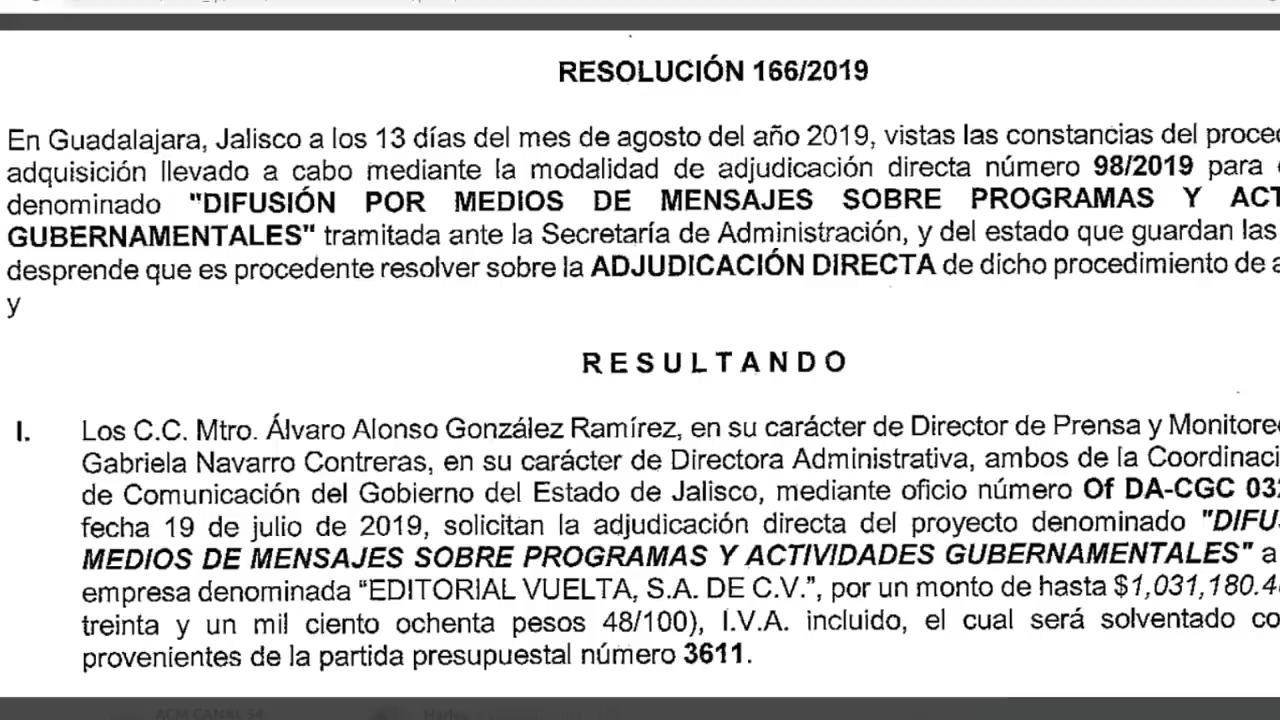 RESOLUCIÓN 166/2019
En Guadalajara, Jalisco a los 13 días del mes de agosto del año 2019, vistas las constancias del proced
adquisición llevado a cabo mediante la modalidad de adjudicación directa número 98/2019 para
denominado "DIFUSIÓN POR MEDIOS DE MENSAJES SOBRE PROGRAMAS Y ACT
GUBERNAMENTALES" tramitada ante la Secretaría de Administración, y del estado que guardan las
desprende que es procedente resolver sobre la ADJUDICACIÓN DIRECTA de dicho procedimiento de a
y
R E S U L T A N D O
I. Los C.C. Mtro. Álvaro Alonso González Ramírez, en su carácter de Director de Prensa y Monitore
Gabriela Navarro Contreras, en su carácter de Directora Administrativa, ambos de la Coordinaci
de Comunicación del Gobierno del Estado de Jalisco, mediante oficio número Of DA-CGC 032
fecha 19 de julio de 2019, solicitan la adjudicación directa del proyecto denominado "DIFUS
MEDIOS DE MENSAJES SOBRE PROGRAMAS Y ACTIVIDADES GUBERNAMENTALES" a
empresa denominada "EDITORIAL VUELTA, S.A. DE C.V.", por un monto de hasta $1,031,180.48
treinta y un mil ciento ochenta pesos 48/100), I.V.A. incluido, el cual será solventado co
provenientes de la partida presupuestal número 3611.
ACM CANAL 54